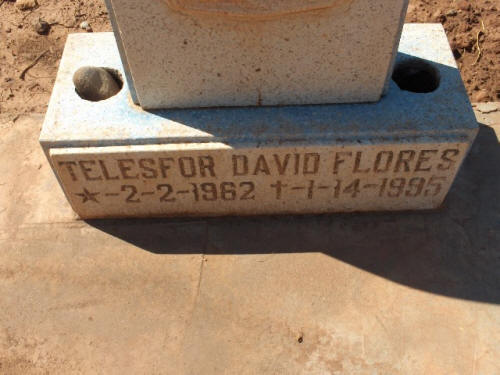 TELESFOR DAVID FLORES
★-2-2-1962 ✝-1-14-1995